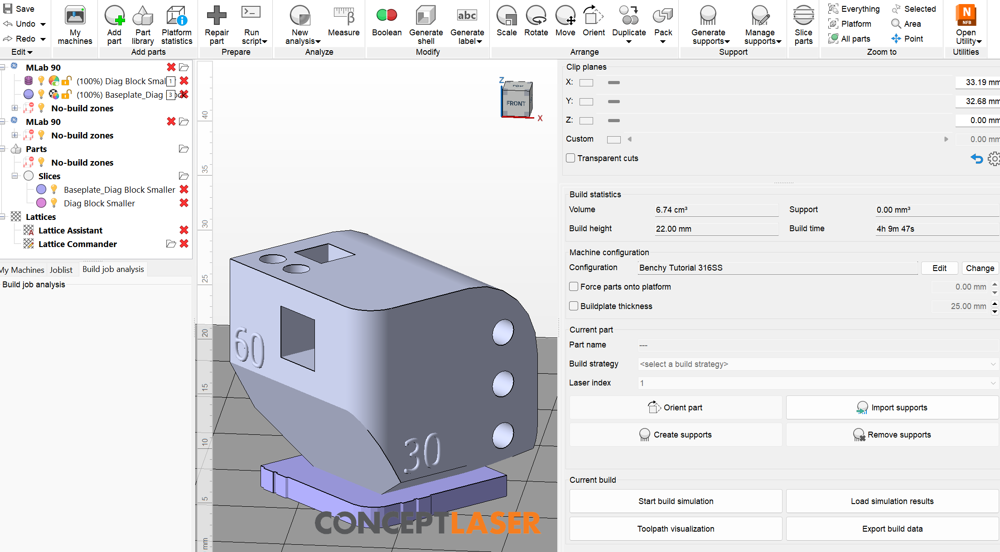 Save
Undo
Redo
Edit
My machines
Add part
Part library
Platform statistics
Add parts
Repair part
Run script
Prepare
New analysis
Measure
Analyze
Boolean
Generate shell
abc
Generate label
Modify
Scale
Rotate
Move
Orient
Duplicate
Pack
Arrange
Generate supports
Manage supports
Support
Slice parts
Everything
Selected
Platform
Area
All parts
Point
Zoom to
N
NFB
Open Utility
Utilities
MLab 90
(100%) Diag Block Smal 1
(100%) Baseplate_Diag 3
No-build zones
MLab 90
No-build zones
Parts
No-build zones
Slices
Baseplate_Diag Block Smaller
Diag Block Smaller
Lattices
Lattice Assistant
Lattice Commander
My Machines
Joblist
Build job analysis
Build job analysis
40
35
30
25
20
15
10
5
mm
Z
TOP
FRONT
X
60
30
CONCEPTLASER
Clip planes
X: 33.19 mm
Y: 32.68 mm
Z: 0.00 mm
Custom 0.00 mm
Transparent cuts
Build statistics
Volume 6.74 cm³ Support 0.00 mm³
Build height 22.00 mm Build time 4h 9m 47s
Machine configuration
Configuration Benchy Tutorial 316SS Edit Change
Force parts onto platform 0.00 mm
Buildplate thickness 25.00 mm
Current part
Part name ---
Build strategy <select a build strategy>
Laser index 1
Orient part Import supports
Create supports Remove supports
Current build
Start build simulation Load simulation results
Toolpath visualization Export build data